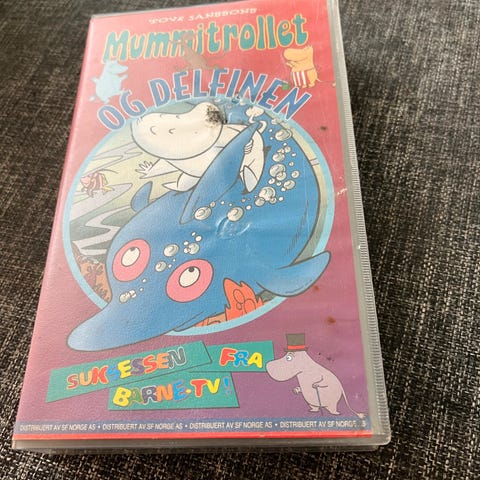 TOVE JANSSONS
Mummitrollet
OG DELFINEN
SUKSESSEN FRA
BARNE-TV!
DISTRIBUERT AV SF NORGE AS • DISTRIBUERT AV SF NORGE AS • DISTRIBUERT AV SF NORGE AS • DISTRIBUERT AV SF NORGE AS